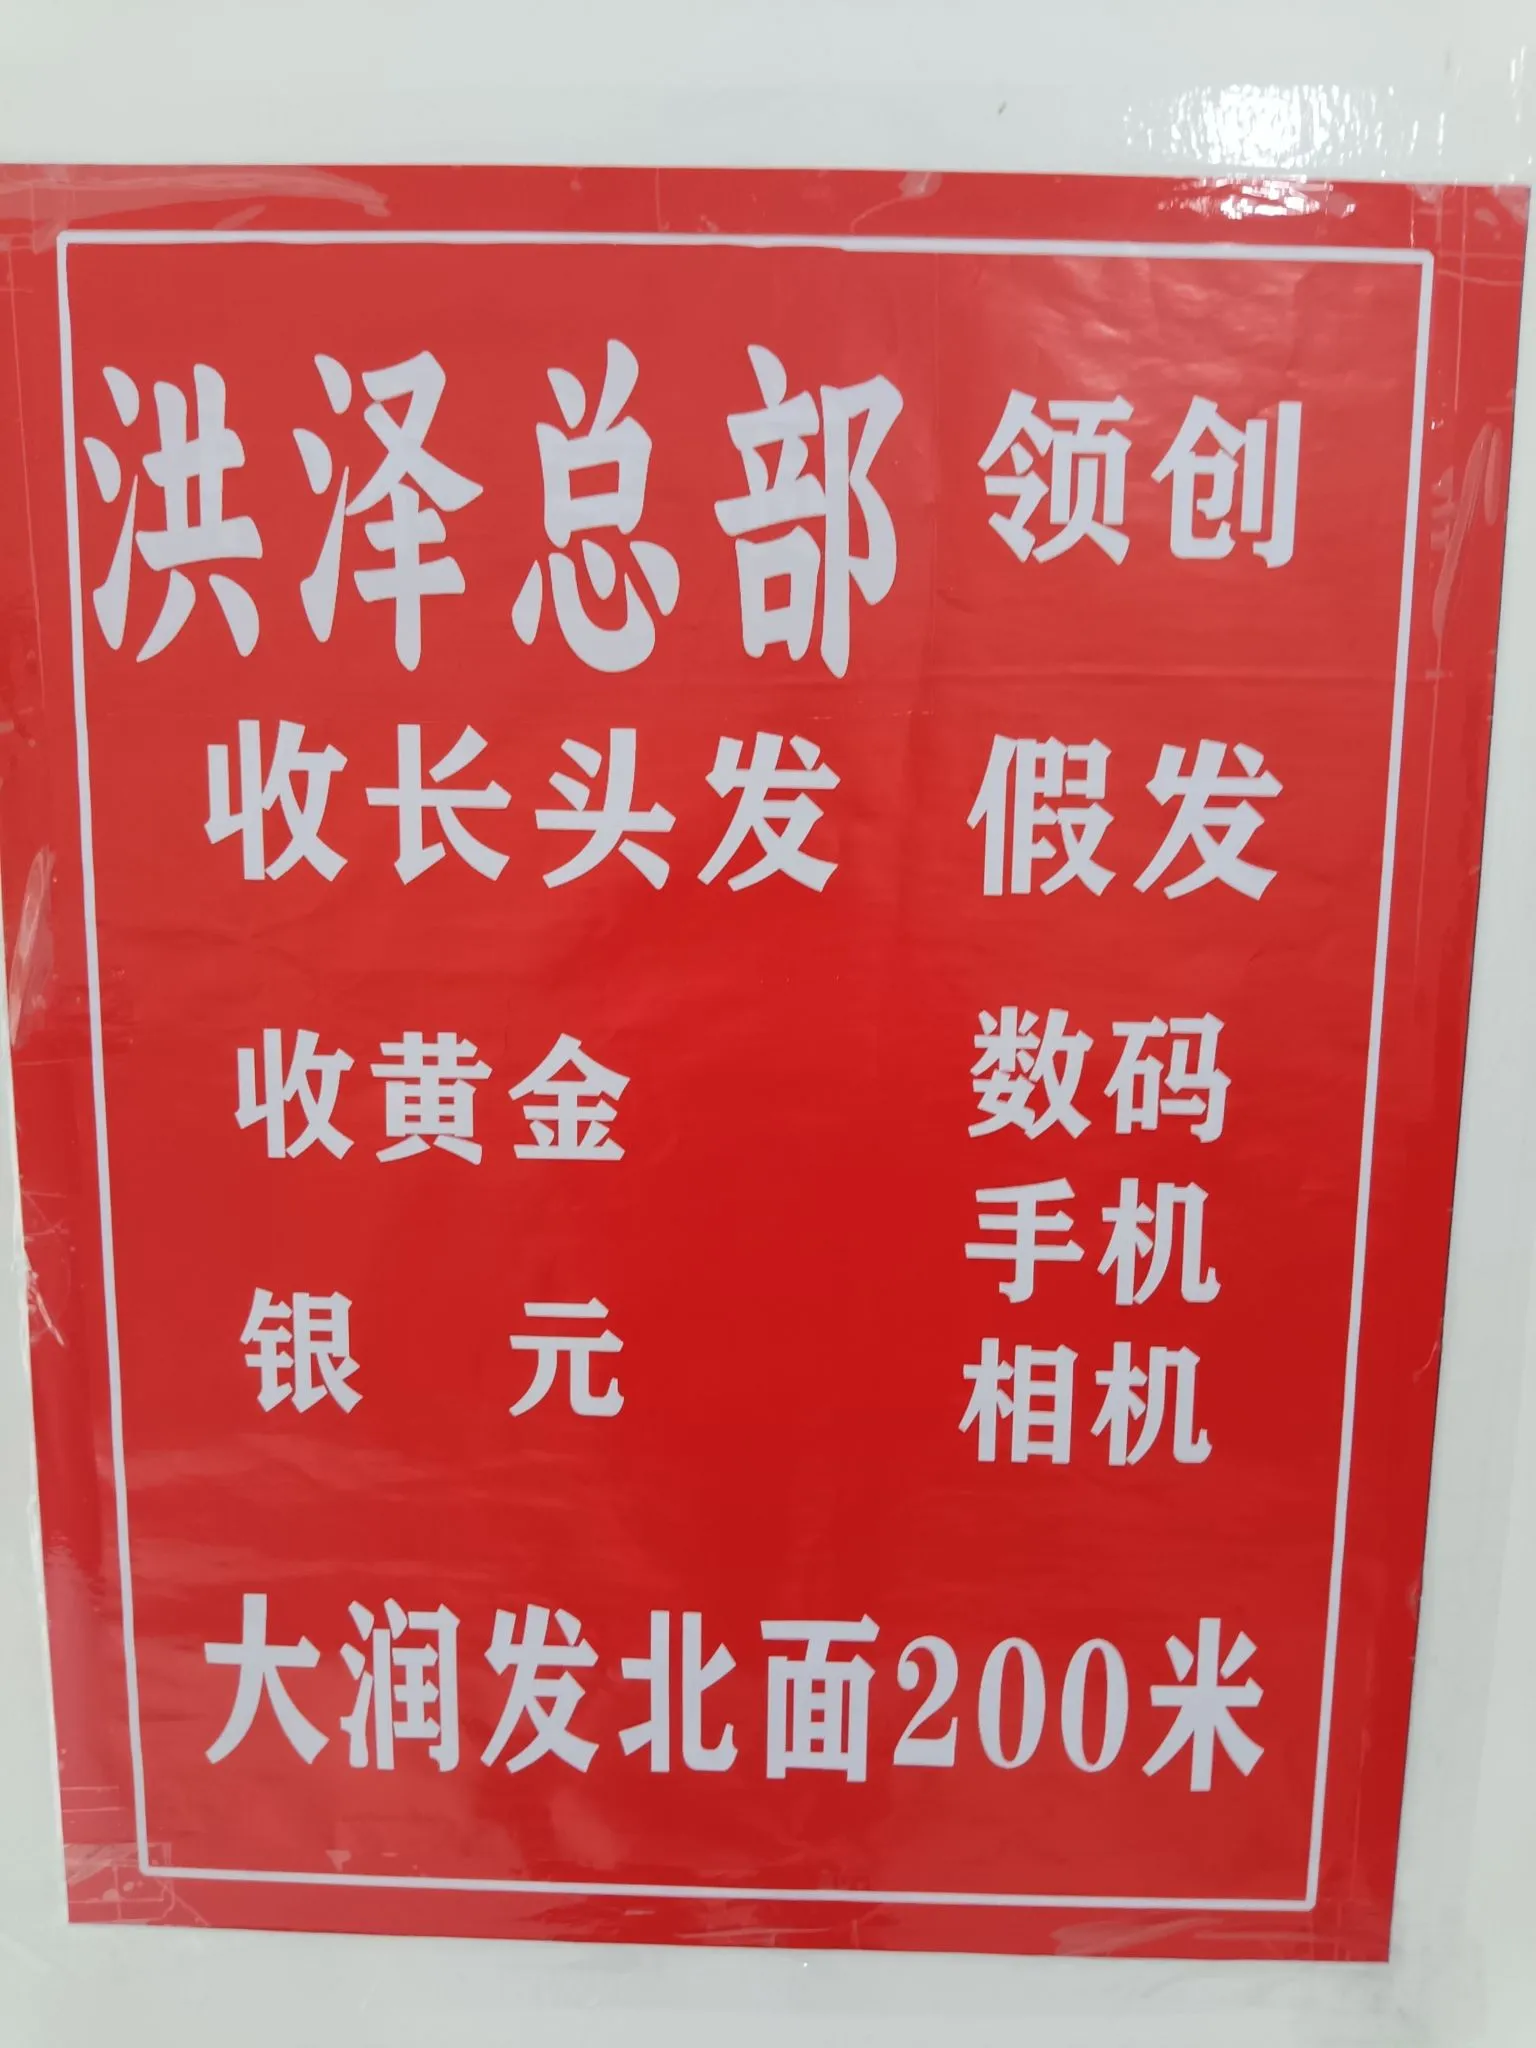 洪泽总部 领创
收长头发 假发
收黄金 数码
手机
银 元 相机
大润发北面200米